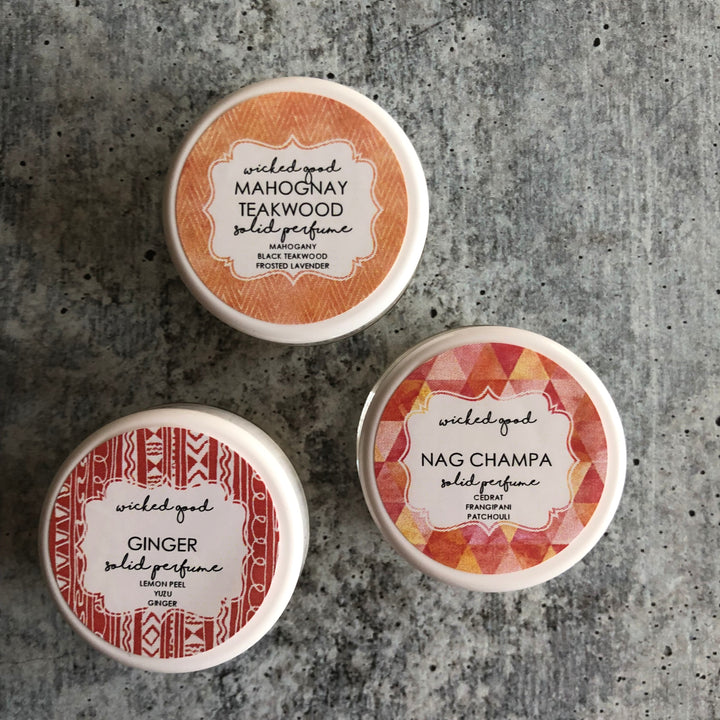 wicked good
MAHOGNAY
TEAKWOOD
solid perfume
MAHOGANY
BLACK TEAKWOOD
FROSTED LAVENDER
wicked good
NAG CHAMPA
solid perfume
CEDRAT
FRANGIPANI
PATCHOULI
wicked good
GINGER
solid perfume
LEMON PEEL
YUZU
GINGER